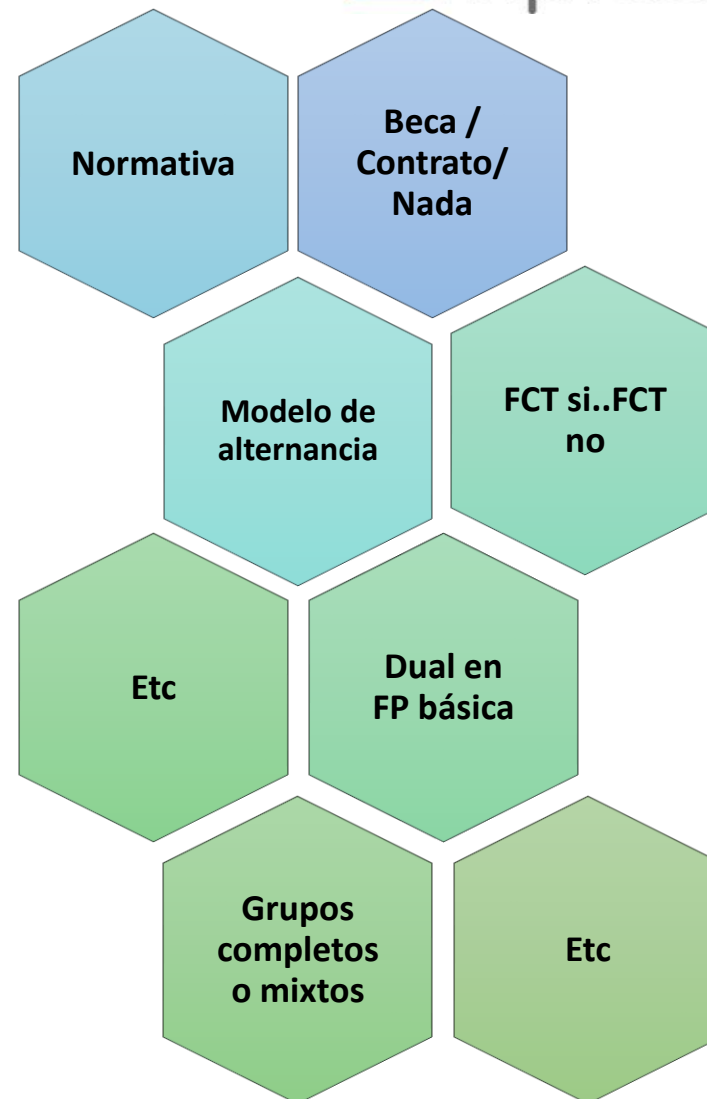 Normativa
Beca /
Contrato/
Nada
Modelo de
alternancia
FCT si..FCT
no
Etc
Dual en
FP básica
Grupos
completos
o mixtos
Etc